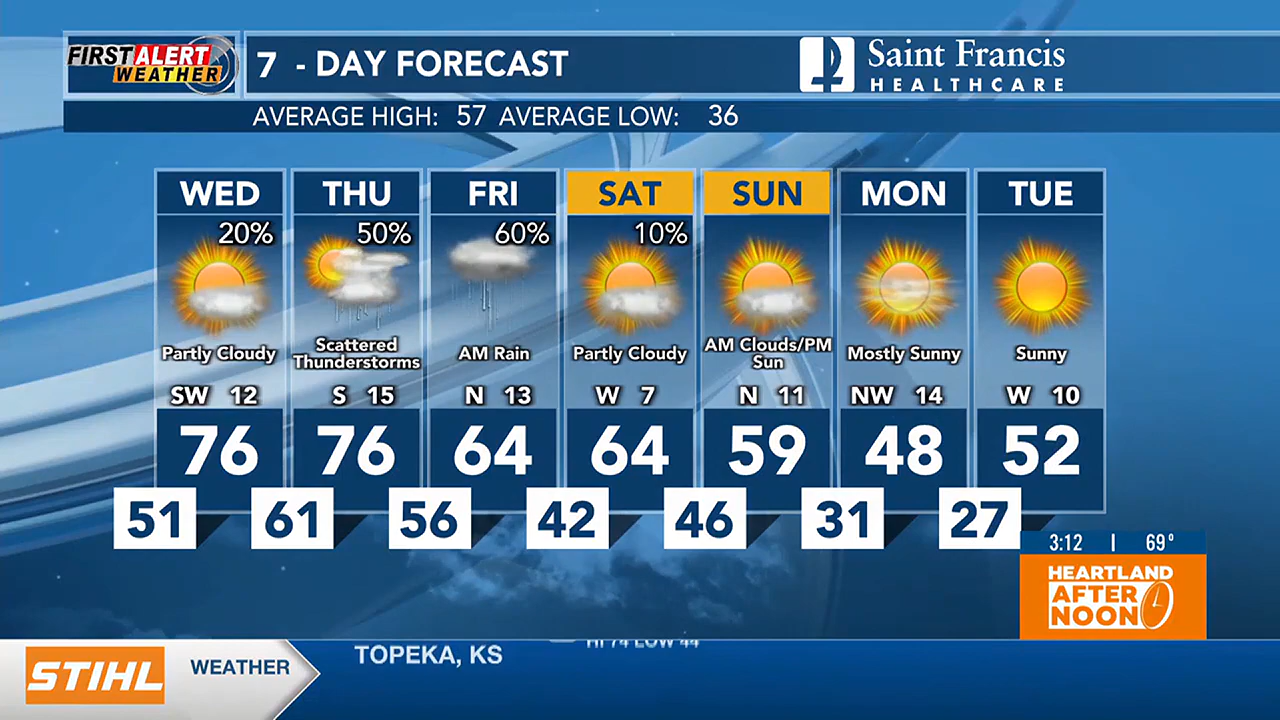 FIRST ALERT
WEATHER
7 - DAY FORECAST
Saint Francis
HEALTHCARE
AVERAGE HIGH: 57 AVERAGE LOW: 36
WED THU FRI SAT SUN MON TUE
20% 50% 60% 10%
Partly Cloudy
Scattered
Thunderstorms
AM Rain
Partly Cloudy
AM Clouds/PM
Sun
Mostly Sunny
Sunny
SW 12 S 15 N 13 W 7 N 11 NW 14 W 10
76 76 64 64 59 48 52
51 61 56 42 46 31 27
3:12 | 69°
HEARTLAND
AFTER
NOON
HI 74 LOW 44
STIHL WEATHER TOPEKA, KS